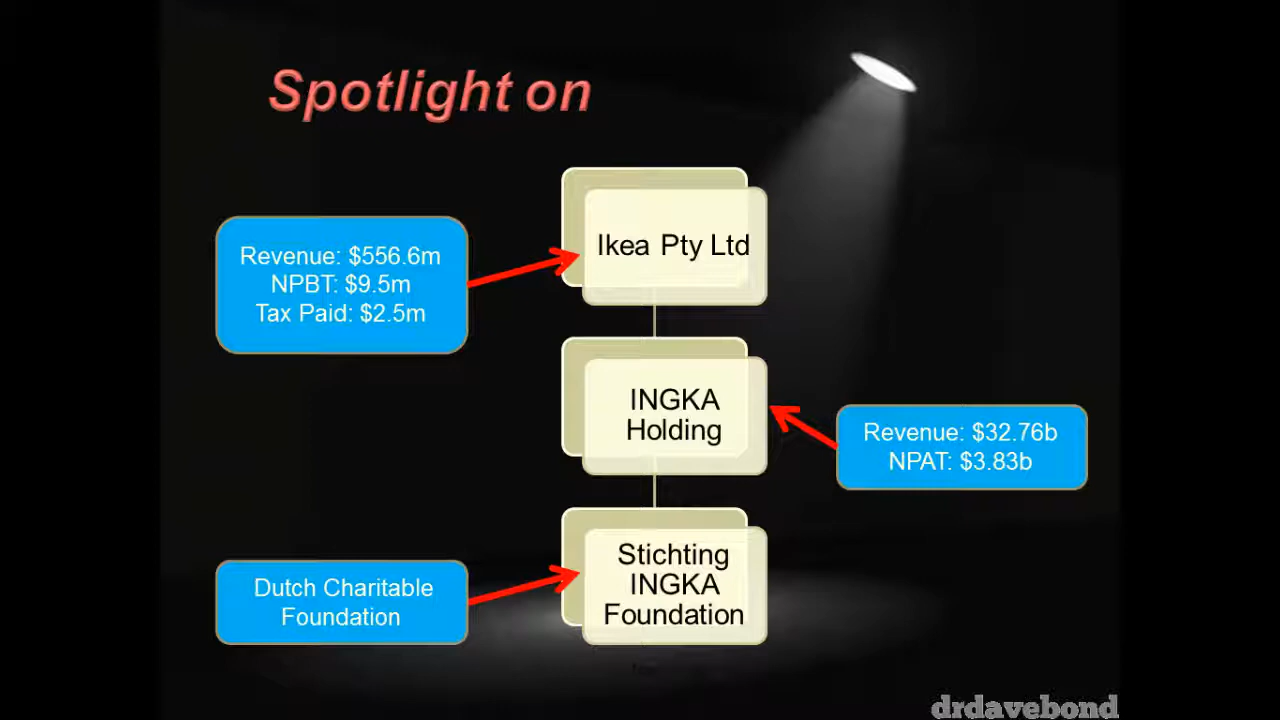 Spotlight on
Ikea Pty Ltd
Revenue: $556.6m
NPBT: $9.5m
Tax Paid: $2.5m
INGKA
Holding
Revenue: $32.76b
NPAT: $3.83b
Stichting
INGKA
Foundation
Dutch Charitable
Foundation
drdavebond